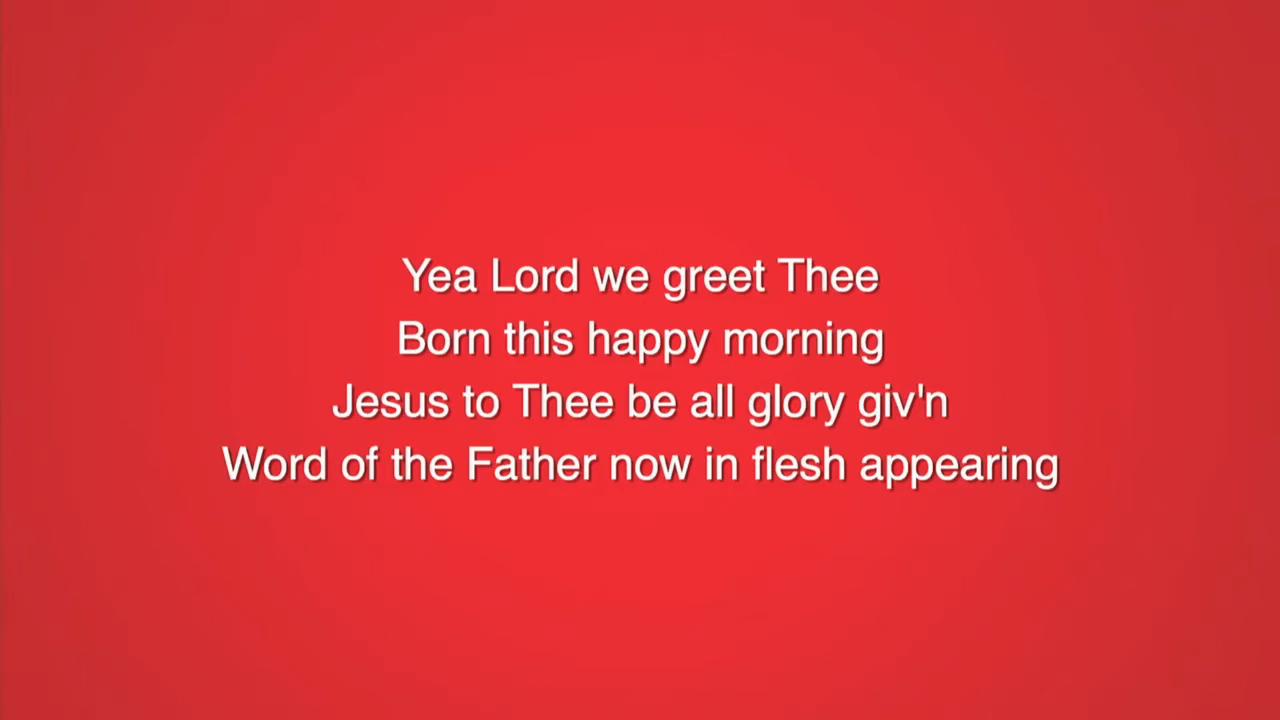 Yea Lord we greet Thee
Born this happy morning
Jesus to Thee be all glory giv'n
Word of the Father now in flesh appearing